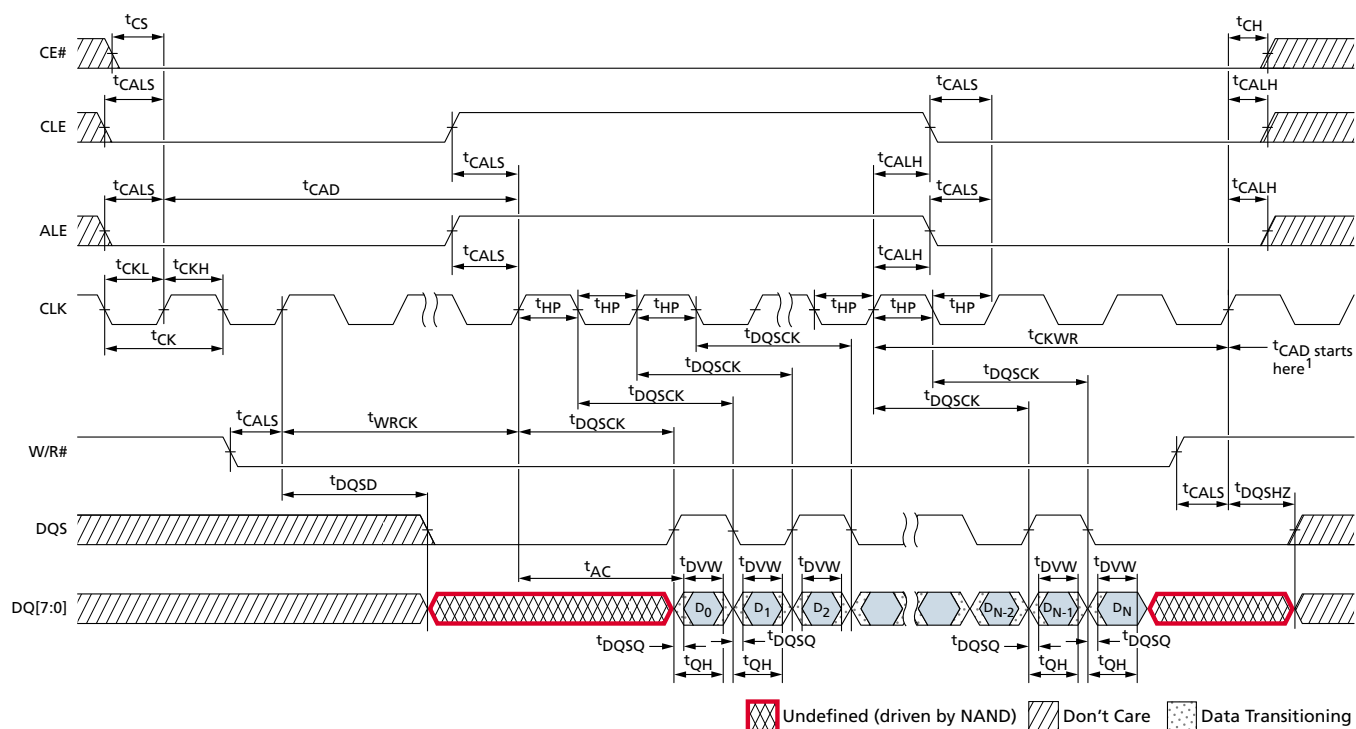 tCS
tCH
CE#
tCALS
tCALS
tCALH
CLE
tCALS
tCALH
tCALS
tCAD
tCALS
tCALH
ALE
tCALS
tCALH
tCKL
tCKH
CLK
tHP
tHP
tHP
tHP
tHP
tHP
tCK
tDQSCK
tCKWR
tCAD starts
here1
tDQSCK
tDQSCK
tDQSCK
tDQSCK
tCALS
tWRCK
tDQSCK
W/R#
tDQSD
tCALS
tDQSHZ
DQS
tAC
tDVW
tDVW
tDVW
tDVW
tDVW
DQ[7:0]
D0
D1
D2
DN-2
DN-1
DN
tDQSQ
tDQSQ
tDQSQ
tDQSQ
tQH
tQH
tQH
tQH
Undefined (driven by NAND)
Don't Care
Data Transitioning